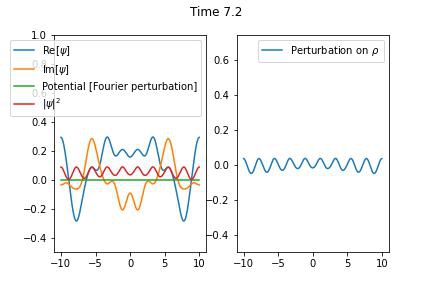 Time 7.2
Re[ψ]
Im[ψ]
Potential [Fourier perturbation]
|ψ|²
Perturbation on ρ
1.0
0.8
0.6
0.4
0.2
0.0
−0.2
−0.4
−10 −5 0 5 10
0.6
0.4
0.2
0.0
−0.2
−0.4
−10 −5 0 5 10